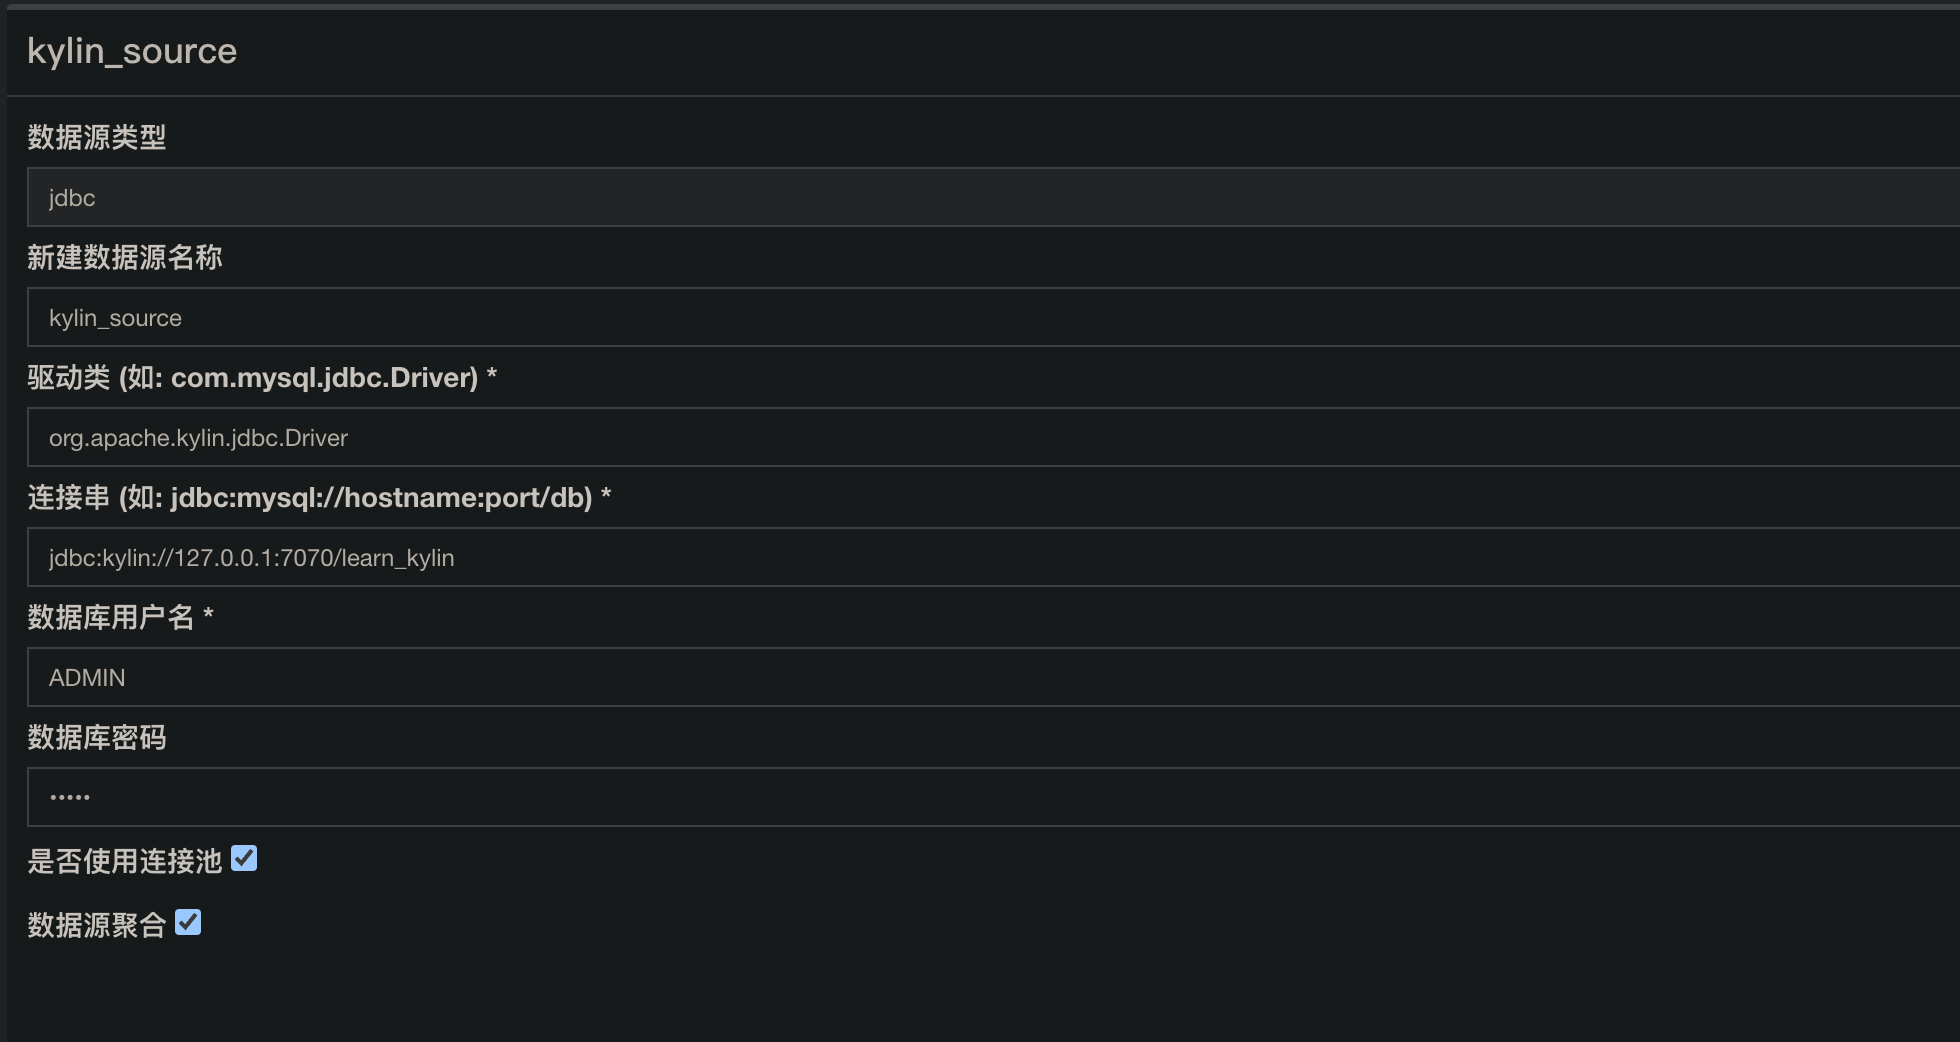 kylin_source
数据源类型
jdbc
新建数据源名称
kylin_source
驱动类 (如: com.mysql.jdbc.Driver) *
org.apache.kylin.jdbc.Driver
连接串 (如: jdbc:mysql://hostname:port/db) *
jdbc:kylin://127.0.0.1:7070/learn_kylin
数据库用户名 *
ADMIN
数据库密码
•••••
是否使用连接池
数据源聚合